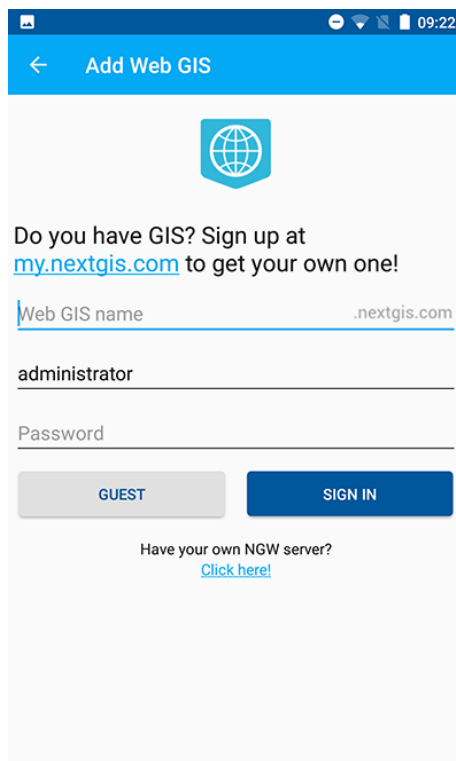 09:22
Add Web GIS
Do you have GIS? Sign up at
my.nextgis.com to get your own one!
Web GIS name .nextgis.com
administrator
Password
GUEST SIGN IN
Have your own NGW server?
Click here!